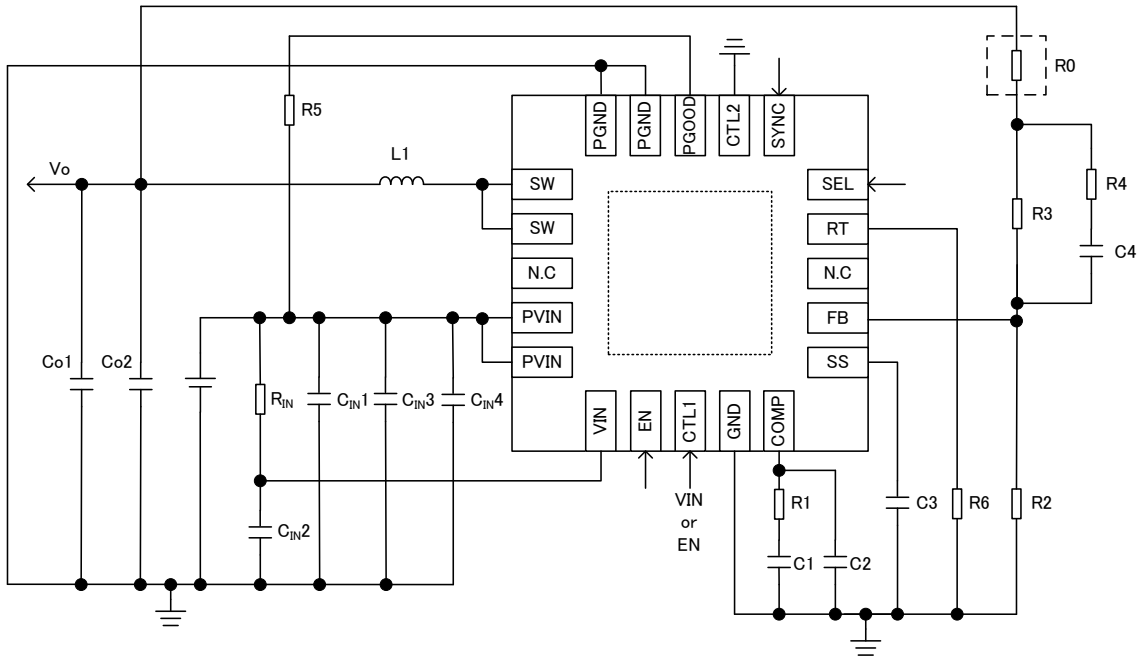 R0
R5
PGND
PGND
PGOOD
CTL2
SYNC
L1
Vo
SW
SEL
R4
SW
RT
R3
C4
N.C
N.C
PVIN
FB
PVIN
SS
Co1
Co2
RIN
CIN1
CIN3
CIN4
VIN
EN
CTL1
GND
COMP
CIN2
VIN
or
EN
R1
C3
R6
R2
C1
C2